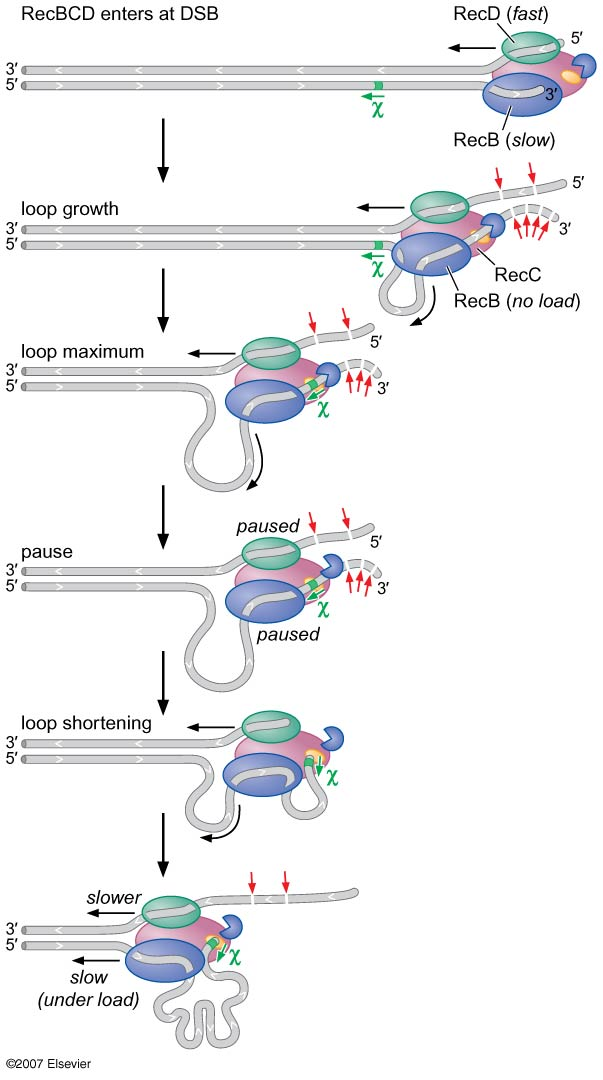 RecBCD enters at DSB
RecD (fast)
5′
3′
5′
χ
3′
RecB (slow)
loop growth
5′
3′
5′
χ
3′
RecC
RecB (no load)
loop maximum
5′
3′
5′
χ
3′
pause
paused
5′
3′
5′
χ
3′
paused
loop shortening
3′
5′
χ
slower
3′
5′
χ
slow
(under load)
©2007 Elsevier